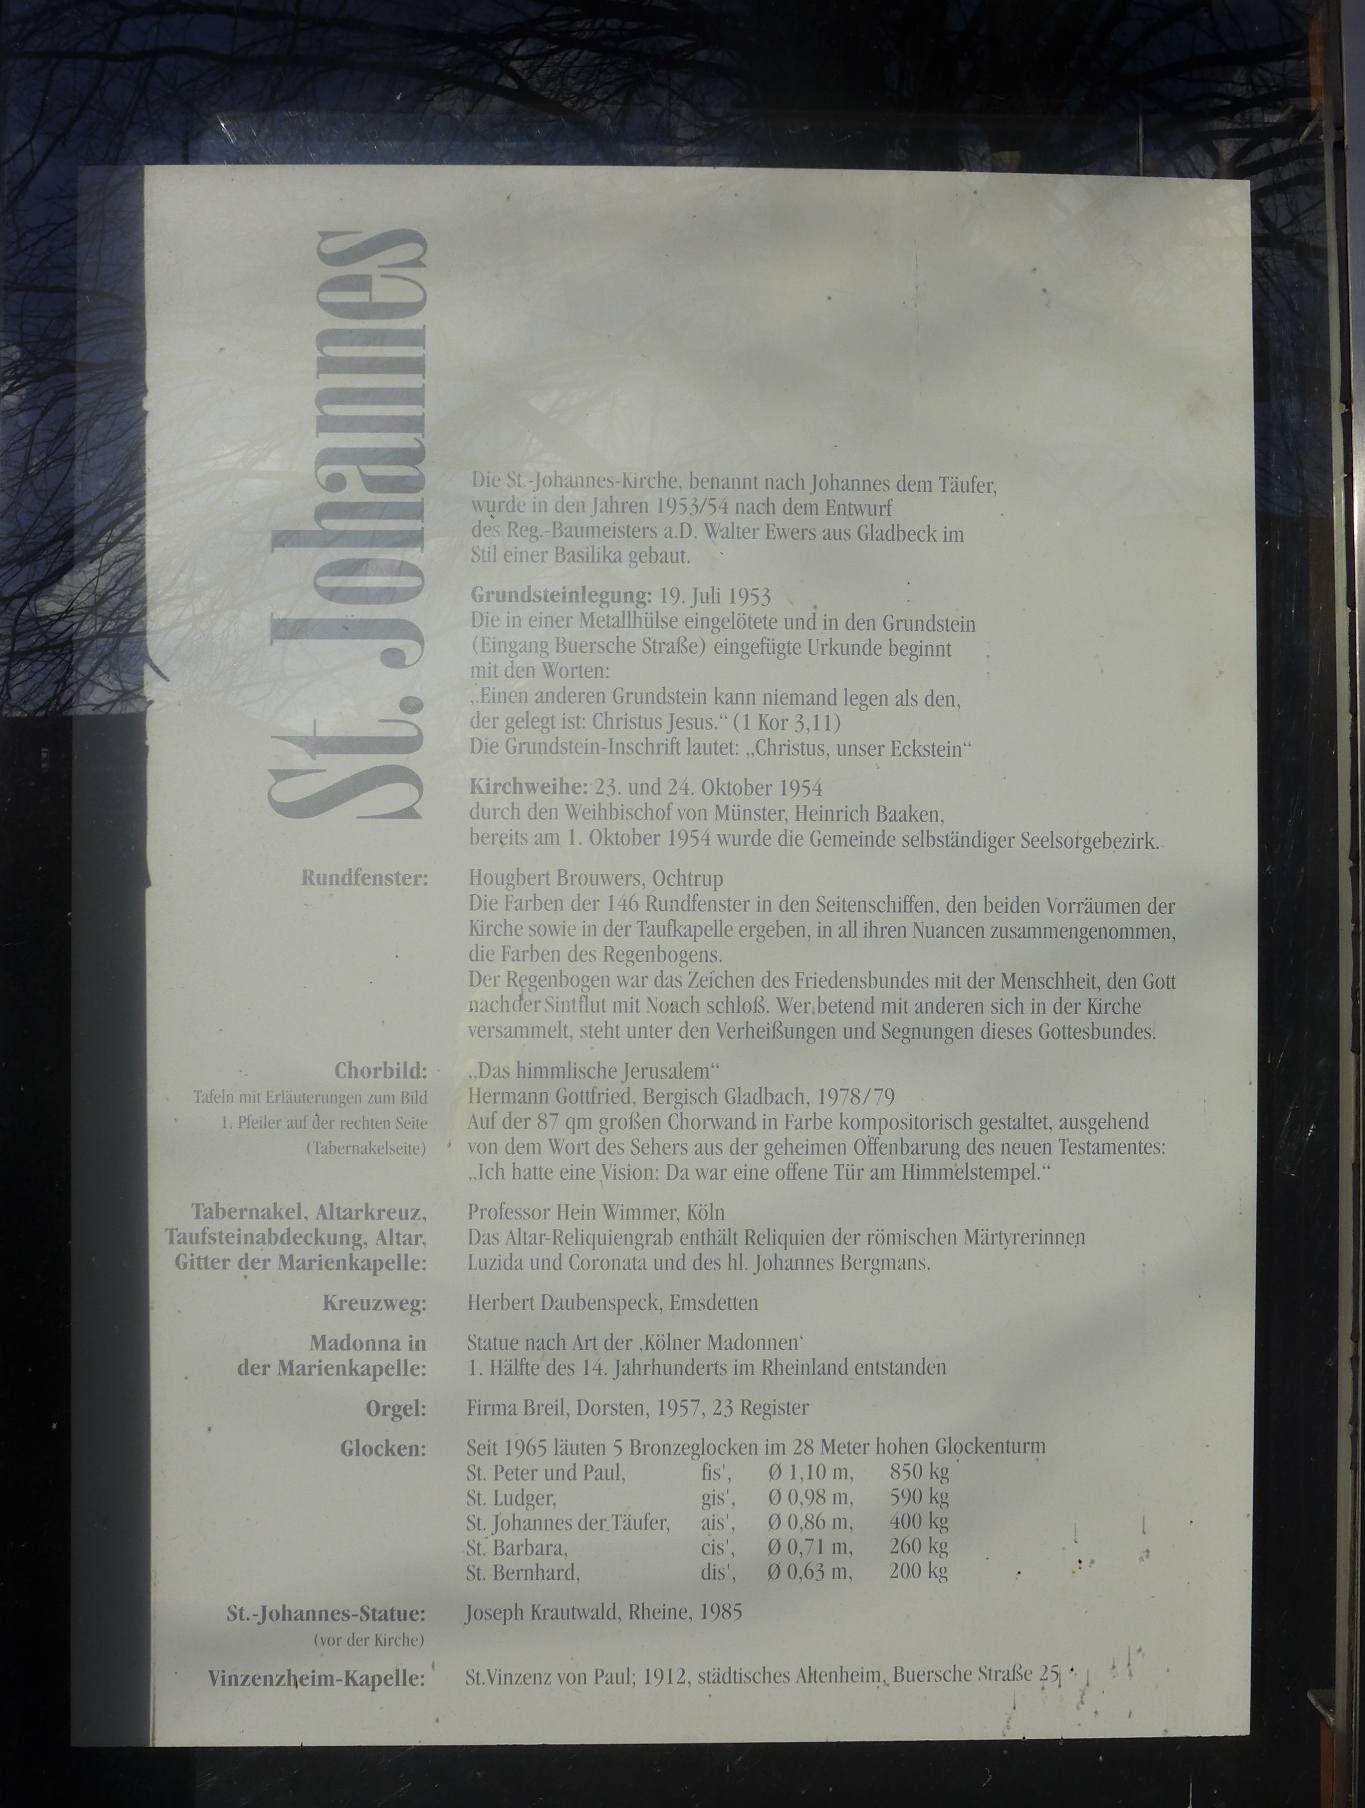 St. Johannes
Die St.-Johannes-Kirche, benannt nach Johannes dem Täufer,
wurde in den Jahren 1953/54 nach dem Entwurf
des Reg.-Baumeisters a.D. Walter Ewers aus Gladbeck im
Stil einer Basilika gebaut.
Grundsteinlegung: 19. Juli 1953
Die in einer Metallhülse eingelötete und in den Grundstein
(Eingang Buersche Straße) eingefügte Urkunde beginnt
mit den Worten:
„Einen anderen Grundstein kann niemand legen als den,
der gelegt ist: Christus Jesus.“ (1 Kor 3,11)
Die Grundstein-Inschrift lautet: „Christus, unser Eckstein“
Kirchweihe: 23. und 24. Oktober 1954
durch den Weihbischof von Münster, Heinrich Baaken,
bereits am 1. Oktober 1954 wurde die Gemeinde selbständiger Seelsorgebezirk.
Rundfenster: Hougbert Brouwers, Ochtrup
Die Farben der 146 Rundfenster in den Seitenschiffen, den beiden Vorräumen der
Kirche sowie in der Taufkapelle ergeben, in all ihren Nuancen zusammengenommen,
die Farben des Regenbogens.
Der Regenbogen war das Zeichen des Friedensbundes mit der Menschheit, den Gott
nach der Sintflut mit Noach schloß. Wer betend mit anderen sich in der Kirche
versammelt, steht unter den Verheißungen und Segnungen dieses Gottesbundes.
Chorbild: „Das himmlische Jerusalem“
Tafeln mit Erläuterungen zum Bild Hermann Gottfried, Bergisch Gladbach, 1978/79
1. Pfeiler auf der rechten Seite Auf der 87 qm großen Chorwand in Farbe kompositorisch gestaltet, ausgehend
(Tabernakelseite) von dem Wort des Sehers aus der geheimen Offenbarung des neuen Testamentes:
„Ich hatte eine Vision: Da war eine offene Tür am Himmelstempel.“
Tabernakel, Altarkreuz, Professor Hein Wimmer, Köln
Taufsteinabdeckung, Altar, Das Altar-Reliquiengrab enthält Reliquien der römischen Märtyrerinnen
Gitter der Marienkapelle: Luzida und Coronata und des hl. Johannes Bergmans.
Kreuzweg: Herbert Daubenspeck, Emsdetten
Madonna in Statue nach Art der ‚Kölner Madonnen‘
der Marienkapelle: 1. Hälfte des 14. Jahrhunderts im Rheinland entstanden
Orgel: Firma Breil, Dorsten, 1957, 23 Register
Glocken: Seit 1965 läuten 5 Bronzeglocken im 28 Meter hohen Glockenturm
St. Peter und Paul, fis', Ø 1,10 m, 850 kg
St. Ludger, gis', Ø 0,98 m, 590 kg
St. Johannes der Täufer, ais', Ø 0,86 m, 400 kg
St. Barbara, cis', Ø 0,71 m, 260 kg
St. Bernhard, dis', Ø 0,63 m, 200 kg
St.-Johannes-Statue: Joseph Krautwald, Rheine, 1985
(vor der Kirche)
Vinzenzheim-Kapelle: St.Vinzenz von Paul; 1912, städtisches Altenheim, Buersche Straße 25